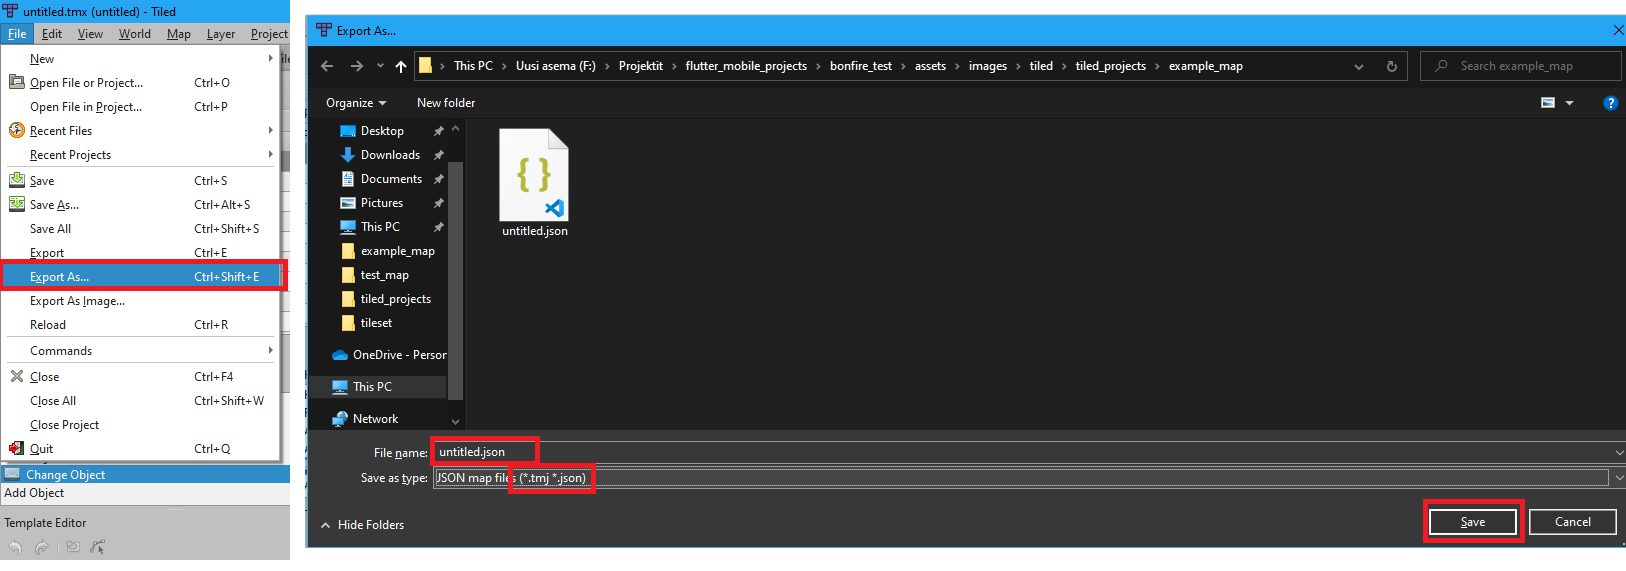 untitled.tmx (untitled) - Tiled
File Edit View World Map Layer Project
New
Open File or Project... Ctrl+O
Open File in Project... Ctrl+P
Recent Files
Recent Projects
Save Ctrl+S
Save As... Ctrl+Alt+S
Save All Ctrl+Shift+S
Export Ctrl+E
Export As... Ctrl+Shift+E
Export As Image... 
Reload Ctrl+R
Commands
Close Ctrl+F4
Close All Ctrl+Shift+W
Close Project
Quit Ctrl+Q
Change Object
Add Object
Template Editor
Export As...
This PC Uusi asema (F:) Projektit flutter_mobile_projects bonfire_test assets images tiled tiled_projects example_map
Search example_map
Organize New folder
Desktop
Downloads
Documents
Pictures
This PC
example_map
test_map
tiled_projects
tileset
OneDrive - Person
This PC
Network
untitled.json
File name: untitled.json
Save as type: JSON map files (*.tmj *.json)
Hide Folders
Save Cancel